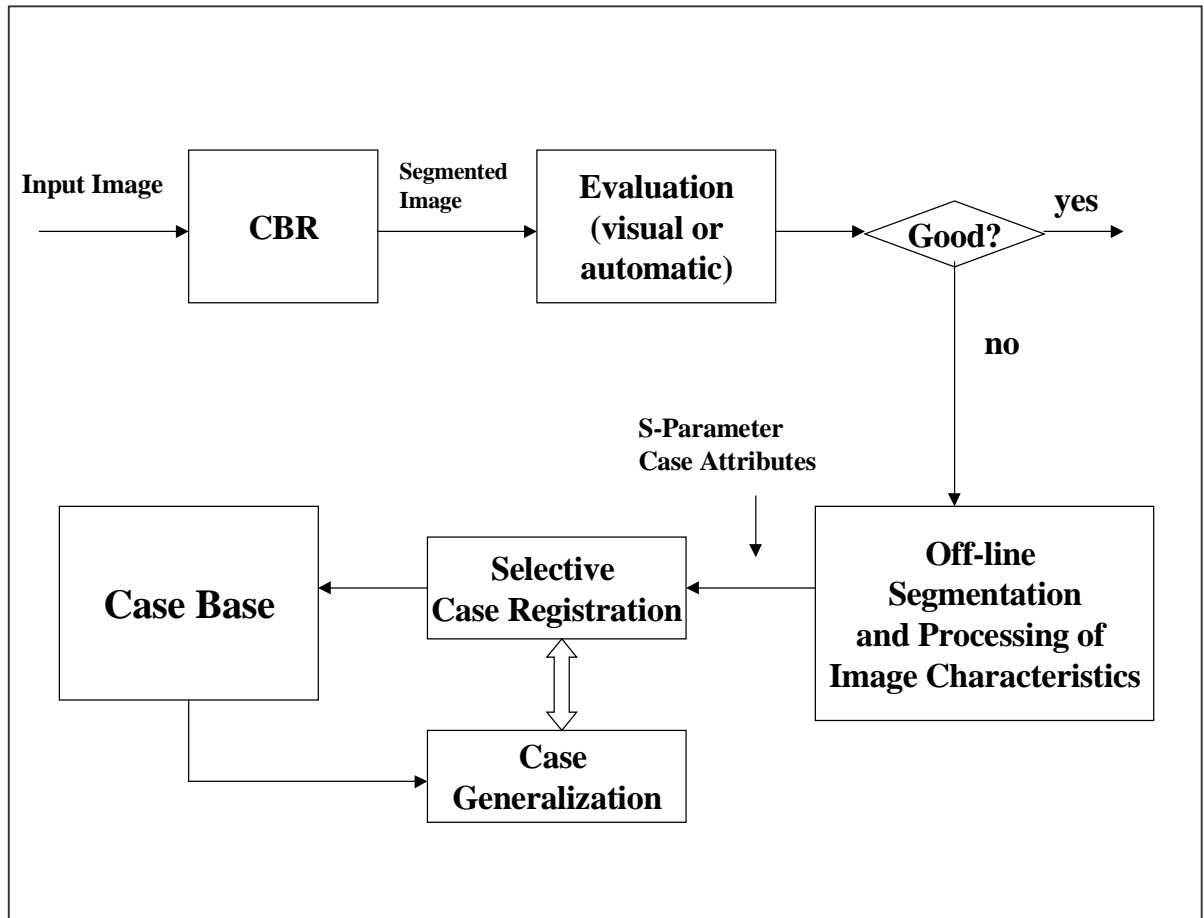 Input Image
CBR
Segmented
Image
Evaluation
(visual or
automatic)
Good?
yes
no
S-Parameter
Case Attributes
Off-line
Segmentation
and Processing of
Image Characteristics
Selective
Case Registration
Case Base
Case
Generalization